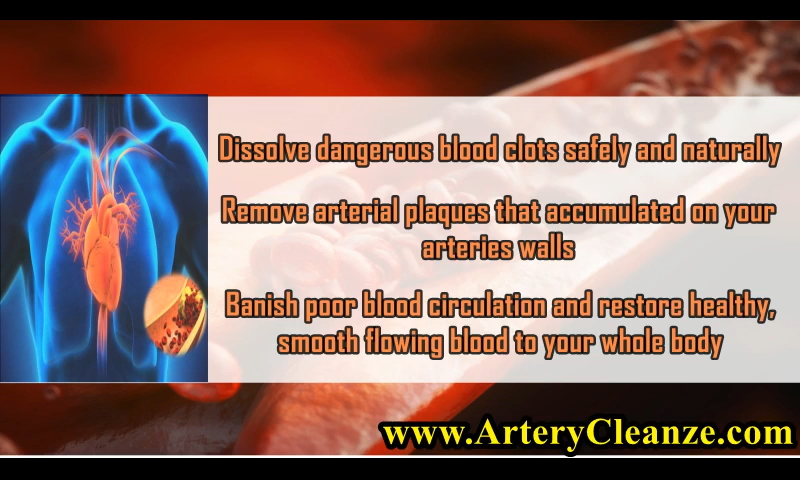 Dissolve dangerous blood clots safely and naturally
Remove arterial plaques that accumulated on your
arteries walls
Banish poor blood circulation and restore healthy,
smooth flowing blood to your whole body
www.ArteryCleanze.com